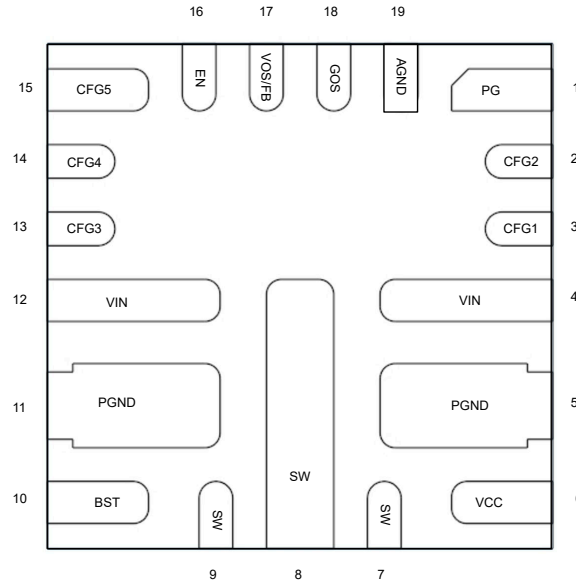 16 17 18 19
15 CFG5 EN VOS/FB GOS AGND PG 1
14 CFG4 CFG2 2
13 CFG3 CFG1 3
12 VIN VIN 4
11 PGND PGND 5
10 BST SW SW SW VCC
9 8 7